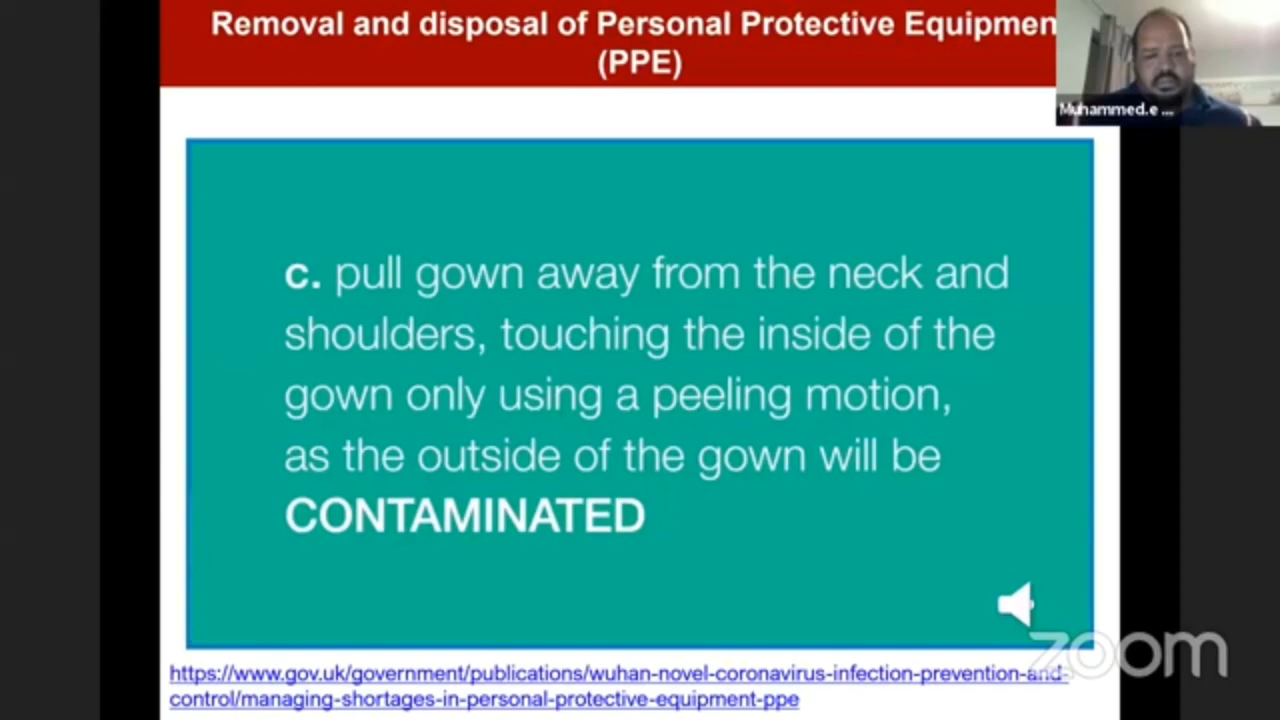 Removal and disposal of Personal Protective Equipmen
(PPE)
Muhammed.e ...
c. pull gown away from the neck and
shoulders, touching the inside of the
gown only using a peeling motion,
as the outside of the gown will be
CONTAMINATED
zoom
https://www.gov.uk/government/publications/wuhan-novel-coronavirus-infection-prevention-and-
control/managing-shortages-in-personal-protective-equipment-ppe